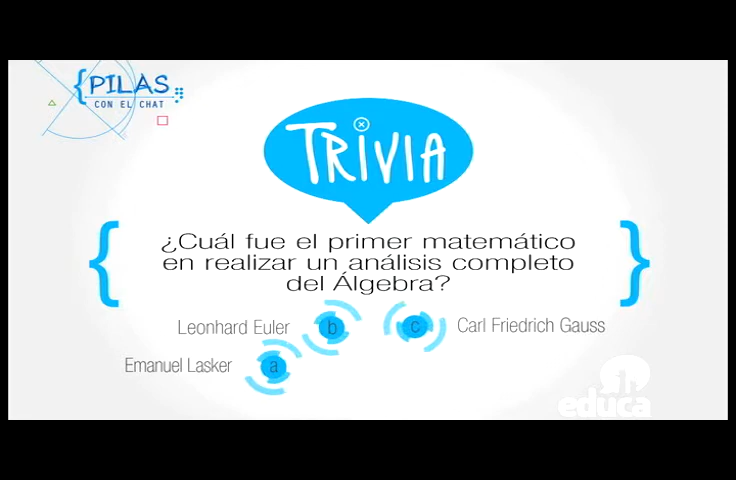 {PILAS
CON EL CHAT
TRIVIA
¿Cuál fue el primer matemático
en realizar un análisis completo
del Álgebra?
Leonhard Euler b
c Carl Friedrich Gauss
Emanuel Lasker a
educa